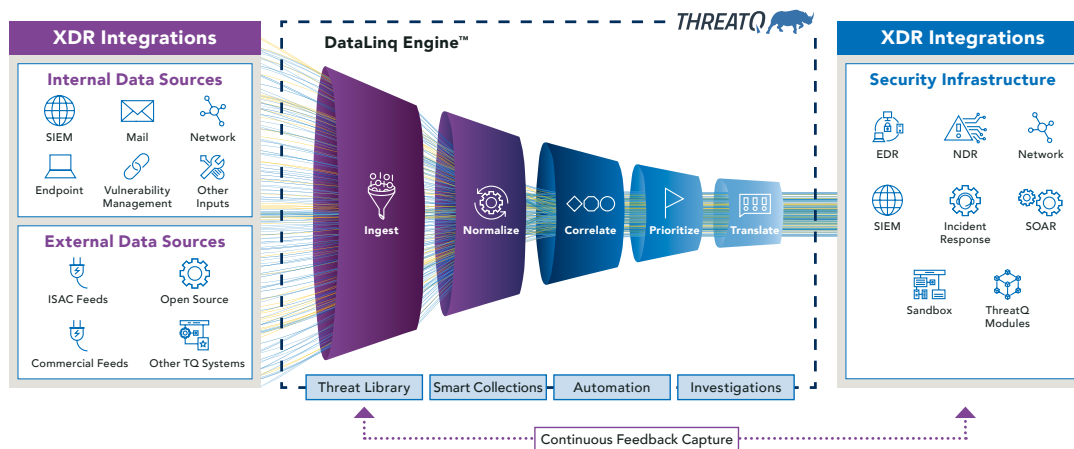 THREATQ
XDR Integrations
Internal Data Sources
SIEM
Mail
Network
Endpoint
Vulnerability
Management
Other
Inputs
External Data Sources
ISAC Feeds
Open Source
Commercial Feeds
Other TQ Systems
DataLinq Engine™
Ingest
Normalize
Correlate
Prioritize
Translate
Threat Library
Smart Collections
Automation
Investigations
XDR Integrations
Security Infrastructure
EDR
NDR
Network
SIEM
Incident
Response
SOAR
Sandbox
ThreatQ
Modules
Continuous Feedback Capture